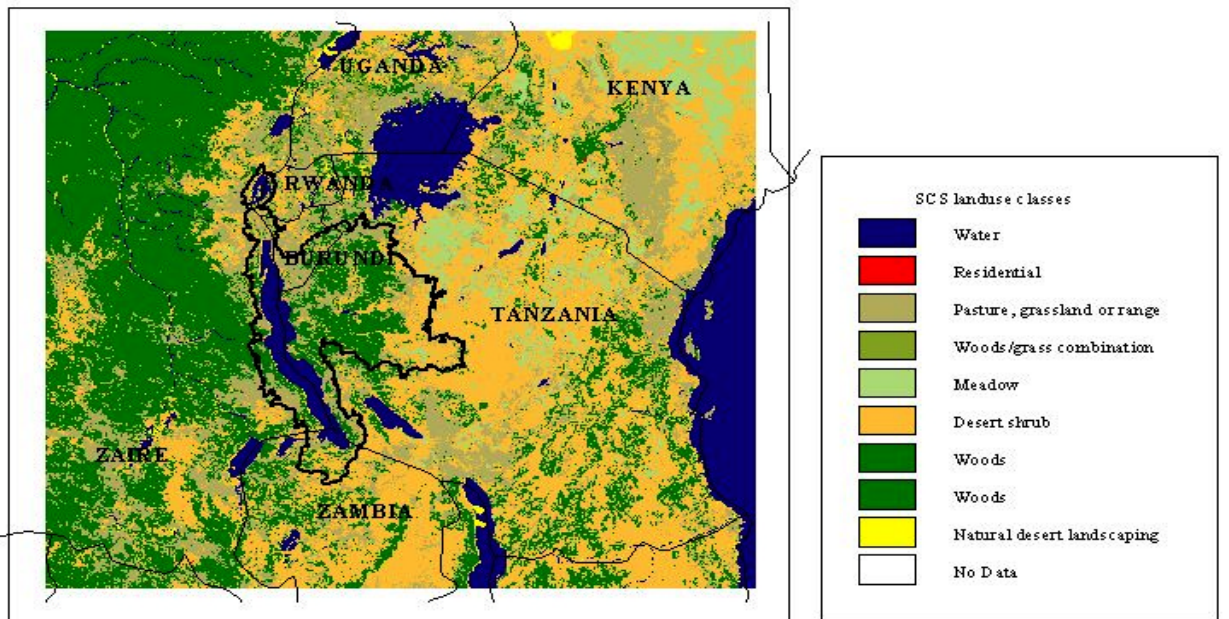 UGANDA
KENYA
RWANDA
BURUNDI
TANZANIA
ZAIRE
ZAMBIA
SCS landuse classes
Water
Residential
Pasture, grassland or range
Woods/grass combination
Meadow
Desert shrub
Woods
Woods
Natural desert landscaping
No Data